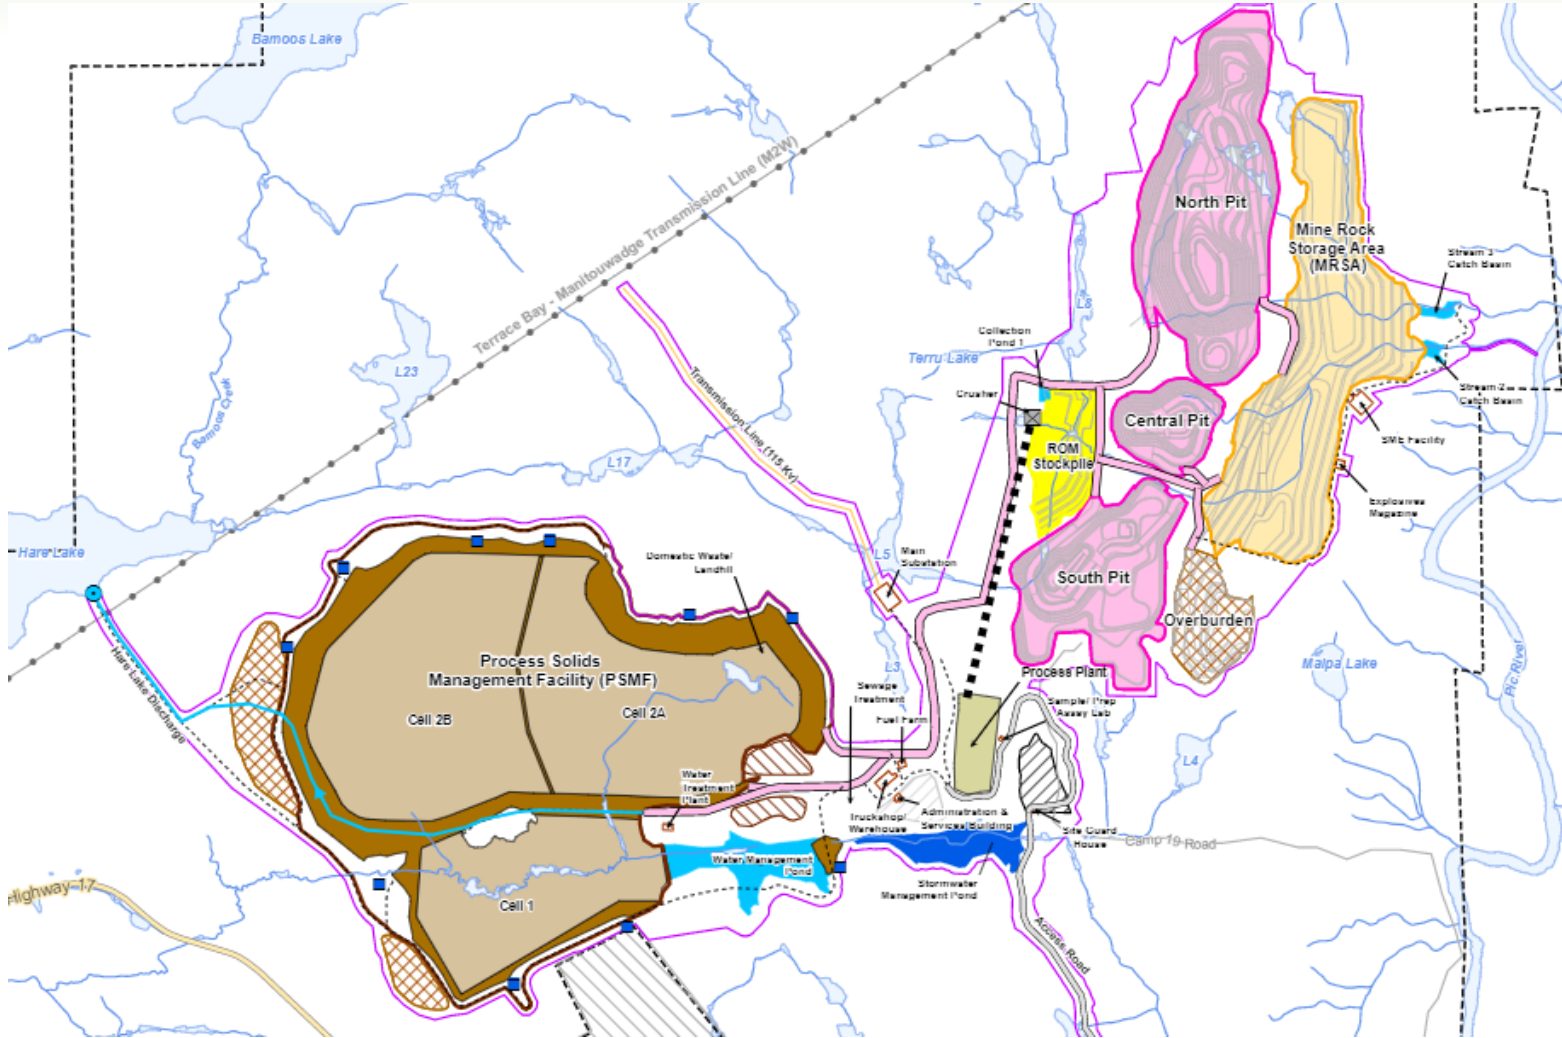 Bamoos Lake
Terrace Bay - Manitouwadge Transmission Line (M2W)
North Pit
Mine Rock
Storage Area
(MRSA)
Stream 3
Catch Basin
L8
Collection
Pond 1
Terru Lake
Transmission Line (115 Kv)
L23
Bamoos Creek
Crusher
Central Pit
Stream 2
Catch Basin
SME Facility
ROM
Stockpile
L17
Explosives
Magazine
Hare Lake
L5
Main
Substation
Domestic Waste/
Landfill
South Pit
Overburden
Hare Lake Discharge
Process Solids
Management Facility (PSMF)
L3
Malpa Lake
Pic River
Process Plant
Sewage
Treatment
Sample/ Prep
Assay Lab
Cell 2B
Cell 2A
Fuel Farm
L4
Water
Treatment
Plant
Truckshop/
Warehouse
Administration &
Services Building
Site Guard
House
Camp 19 Road
Water Management
Pond
Stormwater
Management Pond
Highway 17
Cell 1
Access Road